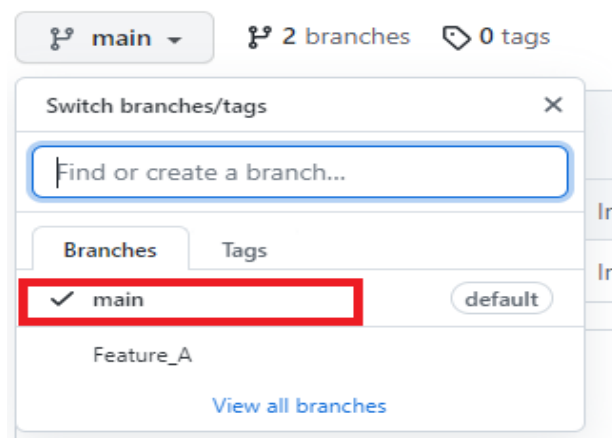 main 2 branches 0 tags
Switch branches/tags
Find or create a branch...
Branches Tags
main default
Feature_A
View all branches